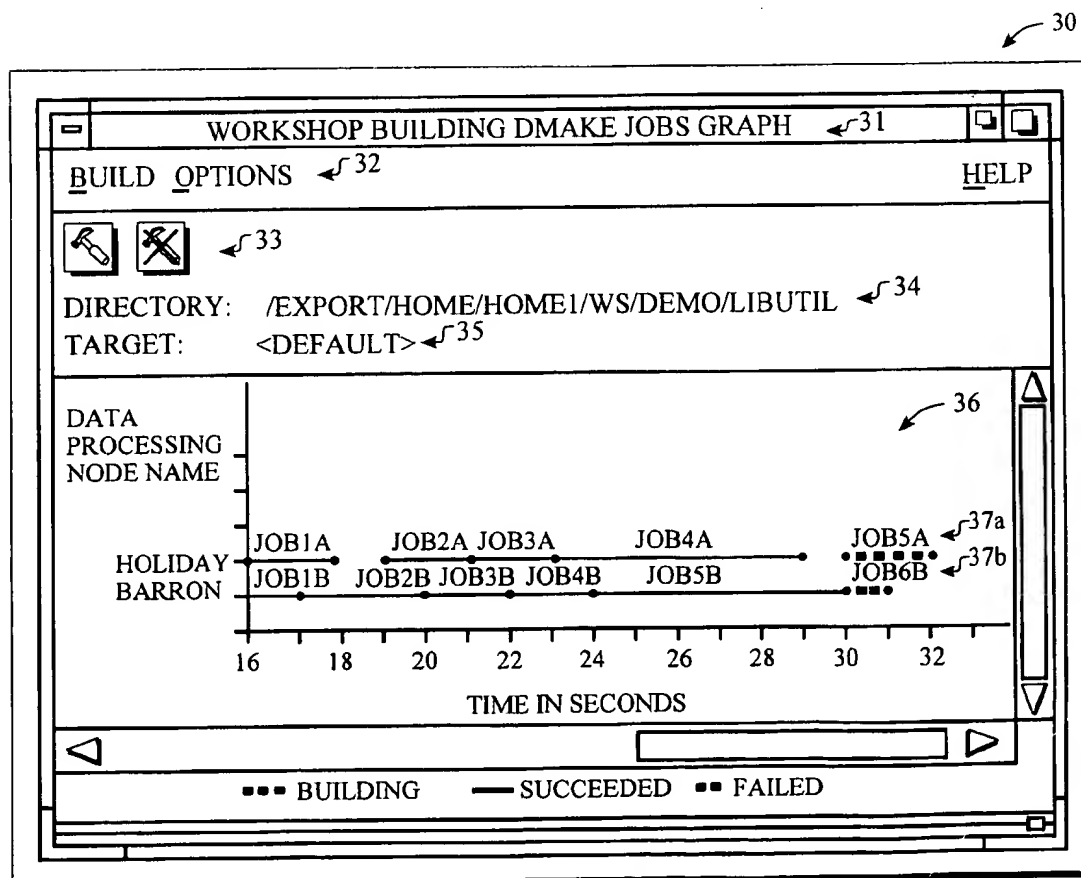 30
WORKSHOP BUILDING DMAKE JOBS GRAPH 31
BUILD OPTIONS 32 HELP
33
DIRECTORY: /EXPORT/HOME/HOME1/WS/DEMO/LIBUTIL 34
TARGET: <DEFAULT> 35
36
DATA
PROCESSING
NODE NAME
37a
JOB1A JOB2A JOB3A JOB4A JOB5A
HOLIDAY
37b
JOB1B JOB2B JOB3B JOB4B JOB5B JOB6B
BARRON
16 18 20 22 24 26 28 30 32
TIME IN SECONDS
BUILDING SUCCEEDED FAILED